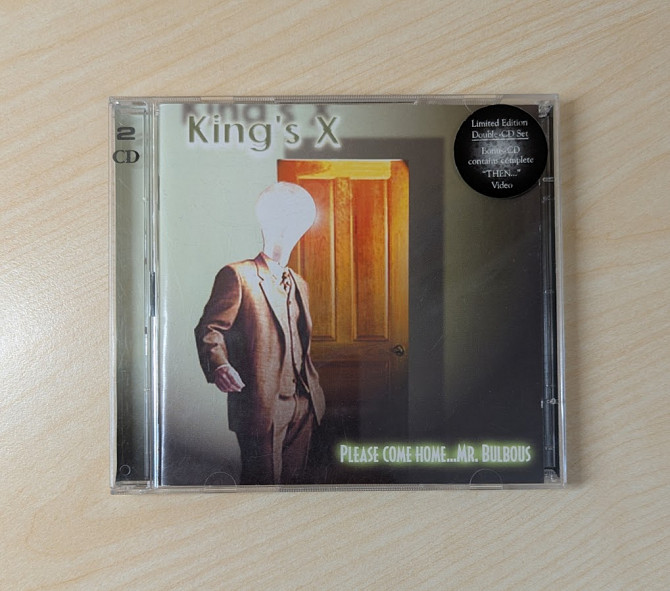 2
CD
King's X
Limited Edition
Double-CD Set
Bonus CD
contains complete
"THEN..."
Video
PLEASE COME HOME...MR. BULBOUS